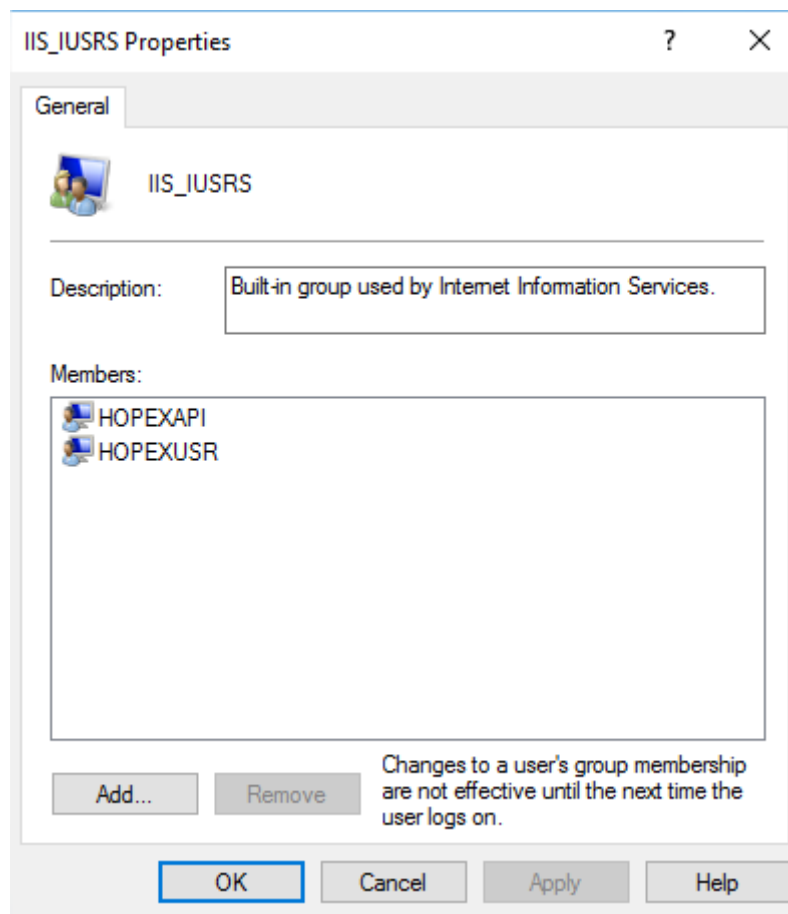 IIS_IUSRS Properties ? ×
General
IIS_IUSRS
Description: Built-in group used by Internet Information Services.
Members:
HOPEXAPI
HOPEXUSR
Add... Remove
Changes to a user's group membership
are not effective until the next time the
user logs on.
OK Cancel Apply Help